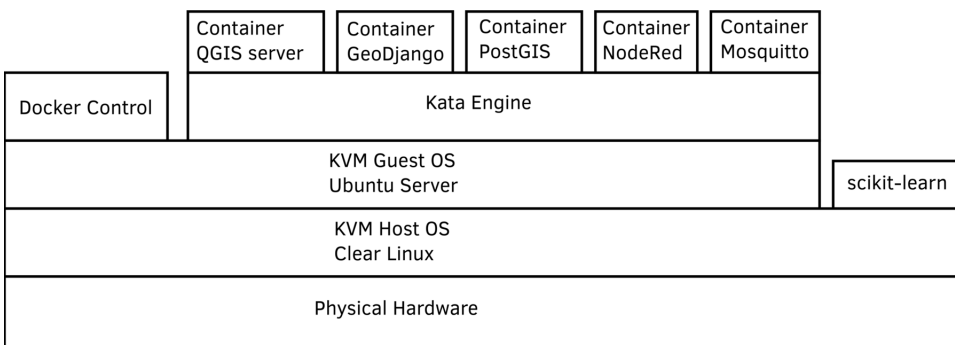 Container
QGIS server
Container
GeoDjango
Container
PostGIS
Container
NodeRed
Container
Mosquitto
Docker Control
Kata Engine
KVM Guest OS
Ubuntu Server
scikit-learn
KVM Host OS
Clear Linux
Physical Hardware